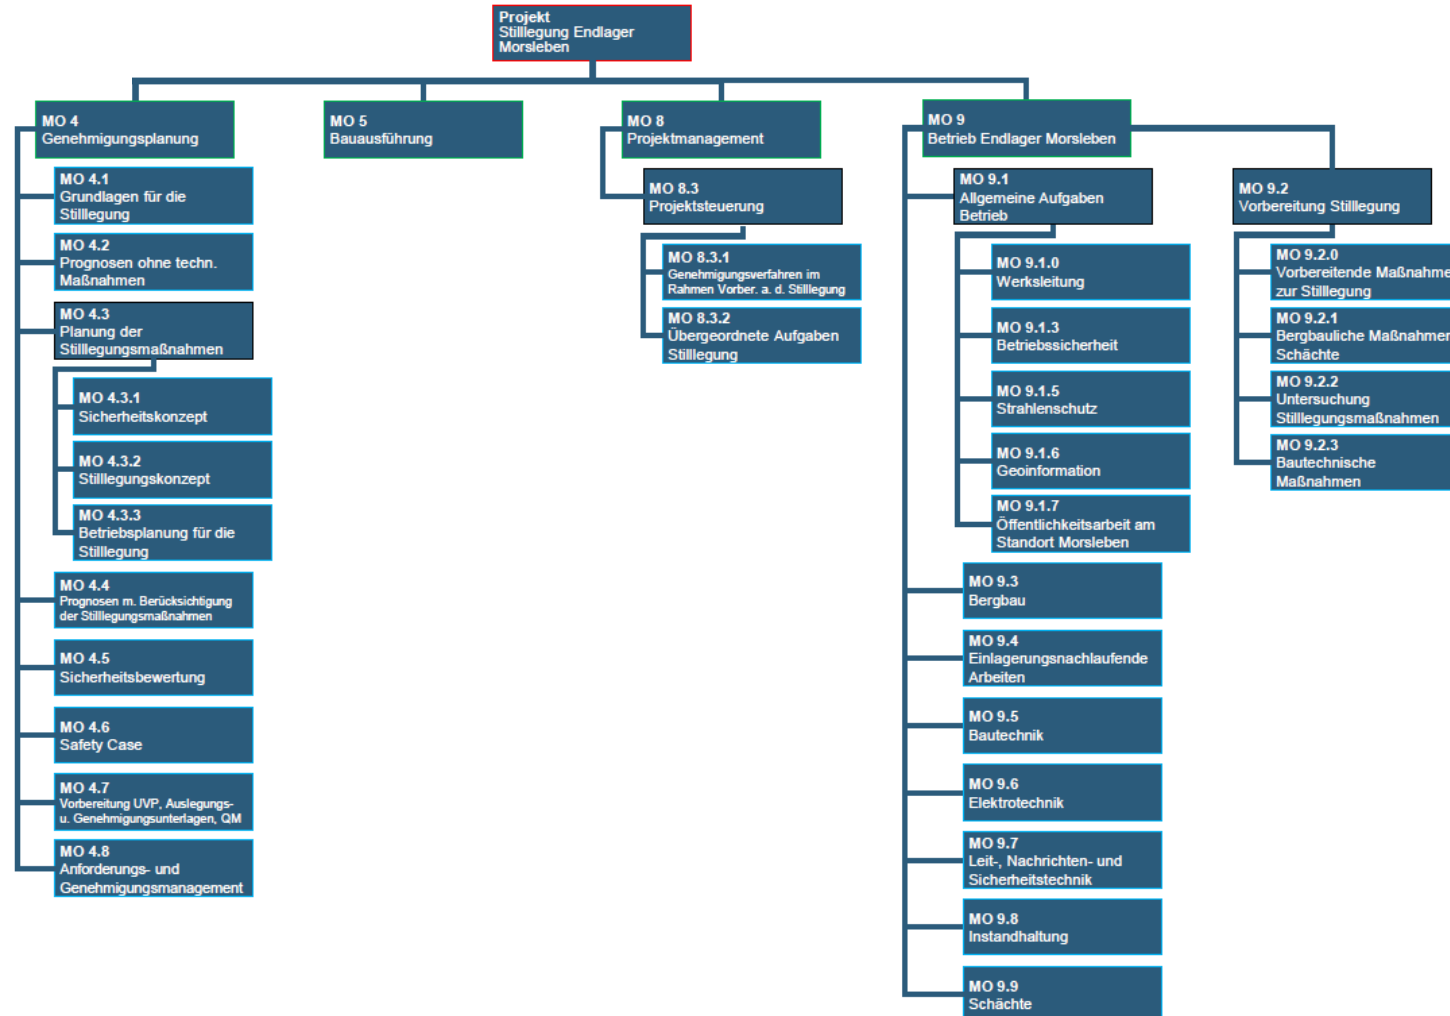 Projekt
Stilllegung Endlager
Morsleben
MO 4
Genehmigungsplanung
MO 4.1
Grundlagen für die
Stilllegung
MO 4.2
Prognosen ohne techn.
Maßnahmen
MO 4.3
Planung der
Stilllegungsmaßnahmen
MO 4.3.1
Sicherheitskonzept
MO 4.3.2
Stilllegungskonzept
MO 4.3.3
Betriebsplanung für die
Stilllegung
MO 4.4
Prognosen m. Berücksichtigung
der Stilllegungsmaßnahmen
MO 4.5
Sicherheitsbewertung
MO 4.6
Safety Case
MO 4.7
Vorbereitung UVP, Auslegungs-
u. Genehmigungsunterlagen, QM
MO 4.8
Anforderungs- und
Genehmigungsmanagement
MO 5
Bauausführung
MO 8
Projektmanagement
MO 8.3
Projektsteuerung
MO 8.3.1
Genehmigungsverfahren im
Rahmen Vorber. a. d. Stilllegung
MO 8.3.2
Übergeordnete Aufgaben
Stilllegung
MO 9
Betrieb Endlager Morsleben
MO 9.1
Allgemeine Aufgaben
Betrieb
MO 9.1.0
Werksleitung
MO 9.1.3
Betriebssicherheit
MO 9.1.5
Strahlenschutz
MO 9.1.6
Geoinformation
MO 9.1.7
Öffentlichkeitsarbeit am
Standort Morsleben
MO 9.2
Vorbereitung Stilllegung
MO 9.2.0
Vorbereitende Maßnahme
zur Stilllegung
MO 9.2.1
Bergbauliche Maßnahmen
Schächte
MO 9.2.2
Untersuchung
Stilllegungsmaßnahmen
MO 9.2.3
Bautechnische
Maßnahmen
MO 9.3
Bergbau
MO 9.4
Einlagerungsnachlaufende
Arbeiten
MO 9.5
Bautechnik
MO 9.6
Elektrotechnik
MO 9.7
Leit-, Nachrichten- und
Sicherheitstechnik
MO 9.8
Instandhaltung
MO 9.9
Schächte